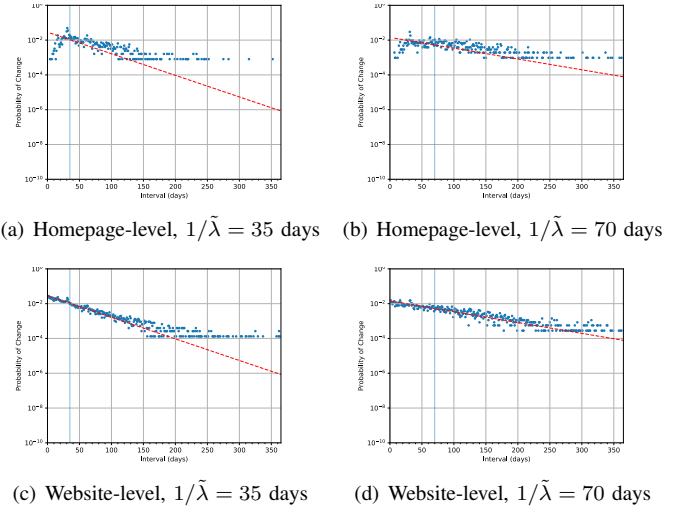 10^0
10^-2
10^-4
10^-6
10^-8
10^-10
Probability of Change
0 50 100 150 200 250 300 350
Interval (days)
10^0
10^-2
10^-4
10^-6
10^-8
10^-10
Probability of Change
0 50 100 150 200 250 300 350
Interval (days)
(a) Homepage-level, 1/λ̃ = 35 days (b) Homepage-level, 1/λ̃ = 70 days
10^0
10^-2
10^-4
10^-6
10^-8
10^-10
Probability of Change
0 50 100 150 200 250 300 350
Interval (days)
10^0
10^-2
10^-4
10^-6
10^-8
10^-10
Probability of Change
0 50 100 150 200 250 300 350
Interval (days)
(c) Website-level, 1/λ̃ = 35 days (d) Website-level, 1/λ̃ = 70 days